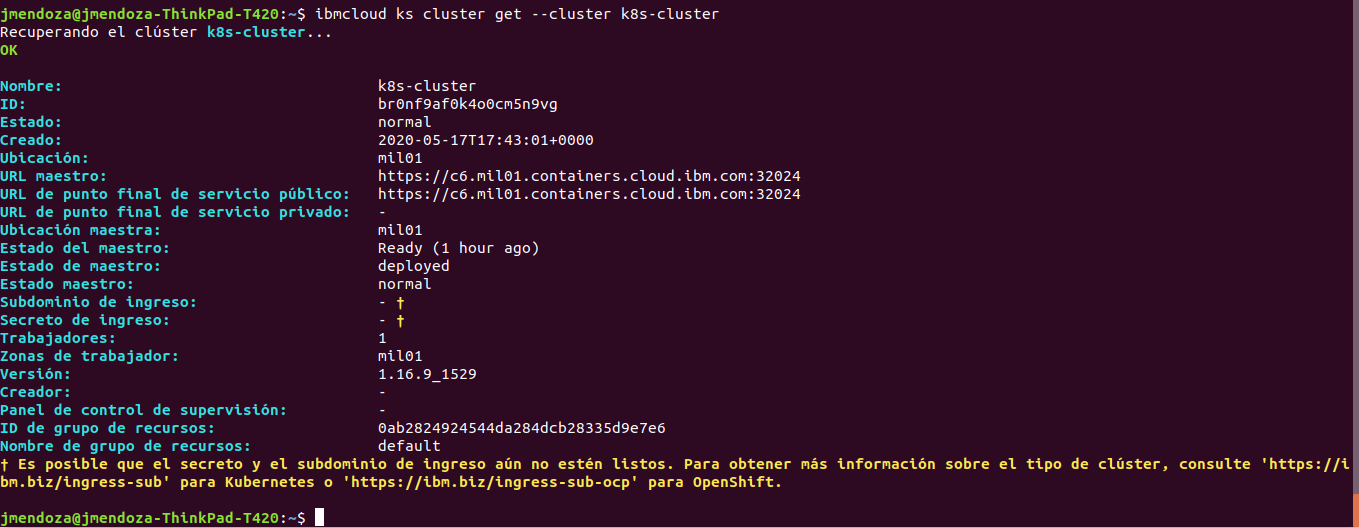 jmendoza@jmendoza-ThinkPad-T420:~$ ibmcloud ks cluster get --cluster k8s-cluster
Recuperando el clúster k8s-cluster...
OK
Nombre: k8s-cluster
ID: br0nf9af0k4o0cm5n9vg
Estado: normal
Creado: 2020-05-17T17:43:01+0000
Ubicación: mil01
URL maestro: https://c6.mil01.containers.cloud.ibm.com:32024
URL de punto final de servicio público: https://c6.mil01.containers.cloud.ibm.com:32024
URL de punto final de servicio privado: -
Ubicación maestra: mil01
Estado del maestro: Ready (1 hour ago)
Estado de maestro: deployed
Estado maestro: normal
Subdominio de ingreso: - †
Secreto de ingreso: - †
Trabajadores: 1
Zonas de trabajador: mil01
Versión: 1.16.9_1529
Creador: -
Panel de control de supervisión: -
ID de grupo de recursos: 0ab2824924544da284dcb28335d9e7e6
Nombre de grupo de recursos: default
† Es posible que el secreto y el subdominio de ingreso aún no estén listos. Para obtener más información sobre el tipo de clúster, consulte 'https://i
bm.biz/ingress-sub' para Kubernetes o 'https://ibm.biz/ingress-sub-ocp' para OpenShift.
jmendoza@jmendoza-ThinkPad-T420:~$